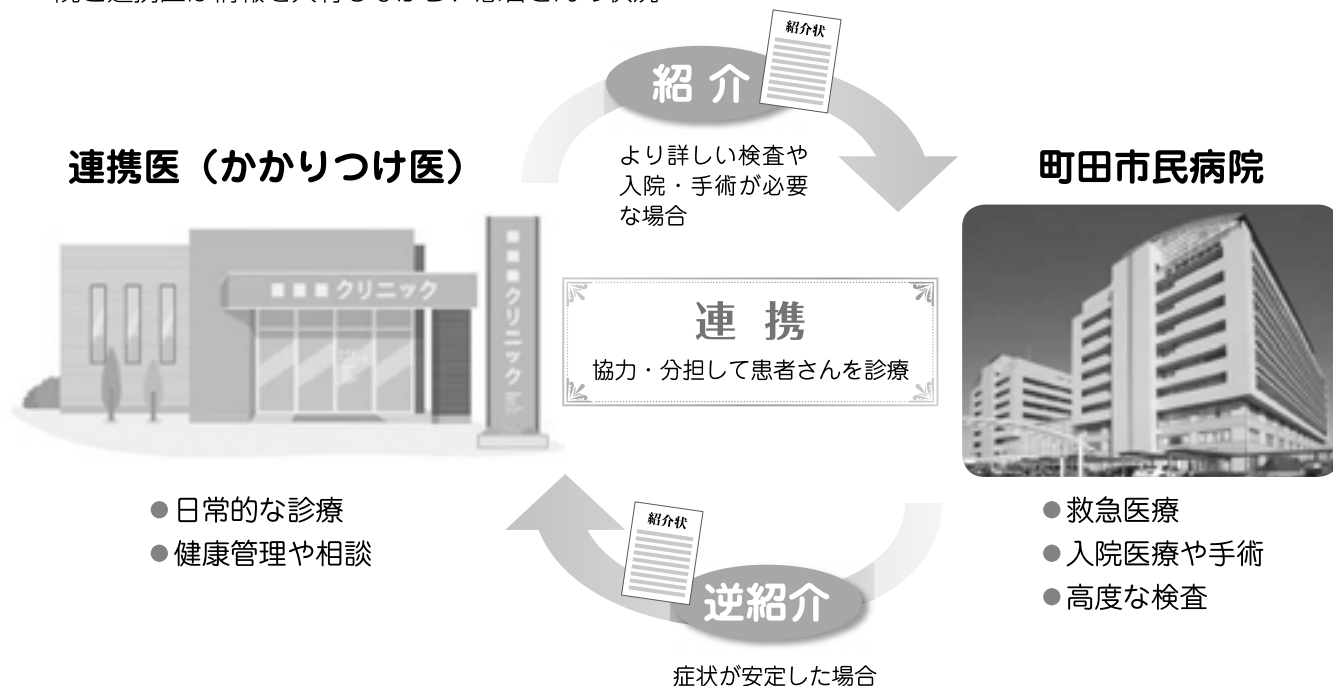 紹介状
紹 介
より詳しい検査や
入院・手術が必要
な場合
連携医（かかりつけ医）
町田市民病院
■■■クリニック
■■■クリニック
連 携
協力・分担して患者さんを診療
●日常的な診療
●健康管理や相談
●救急医療
●入院医療や手術
●高度な検査
紹介状
逆紹介
症状が安定した場合